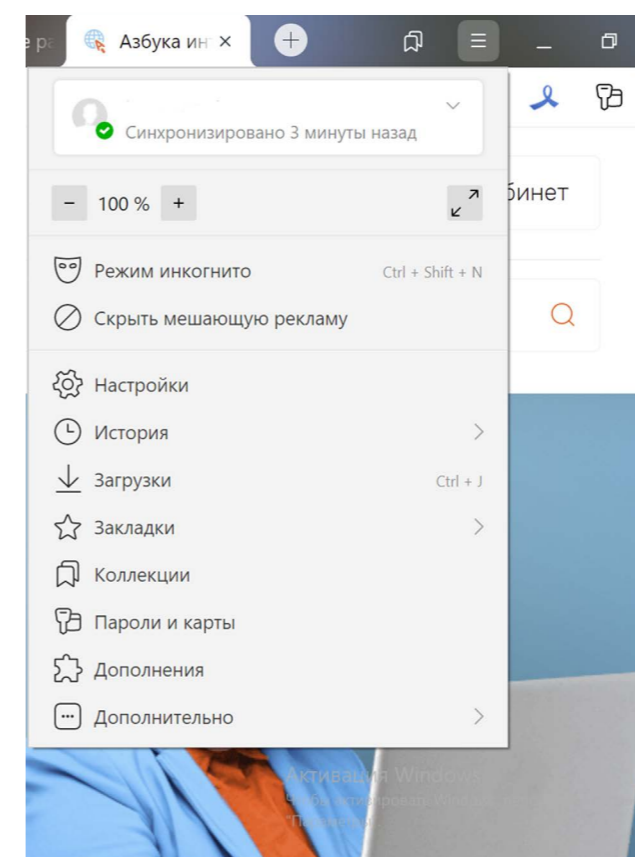 Азбука ин
Синхронизировано 3 минуты назад
− 100 % +
бинет
Режим инкогнито Ctrl + Shift + N
Скрыть мешающую рекламу
Настройки
История
Загрузки Ctrl + J
Закладки
Коллекции
Пароли и карты
Дополнения
Дополнительно
Активация Windows